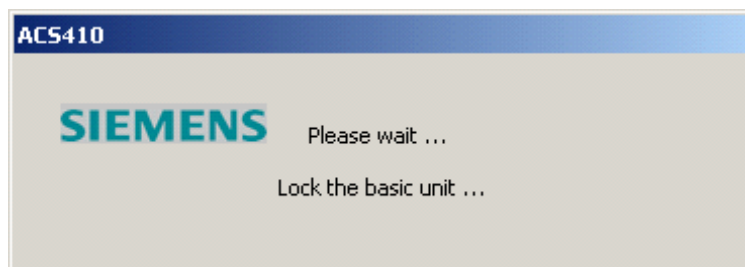 ACS410
SIEMENS
Please wait ...
Lock the basic unit ...